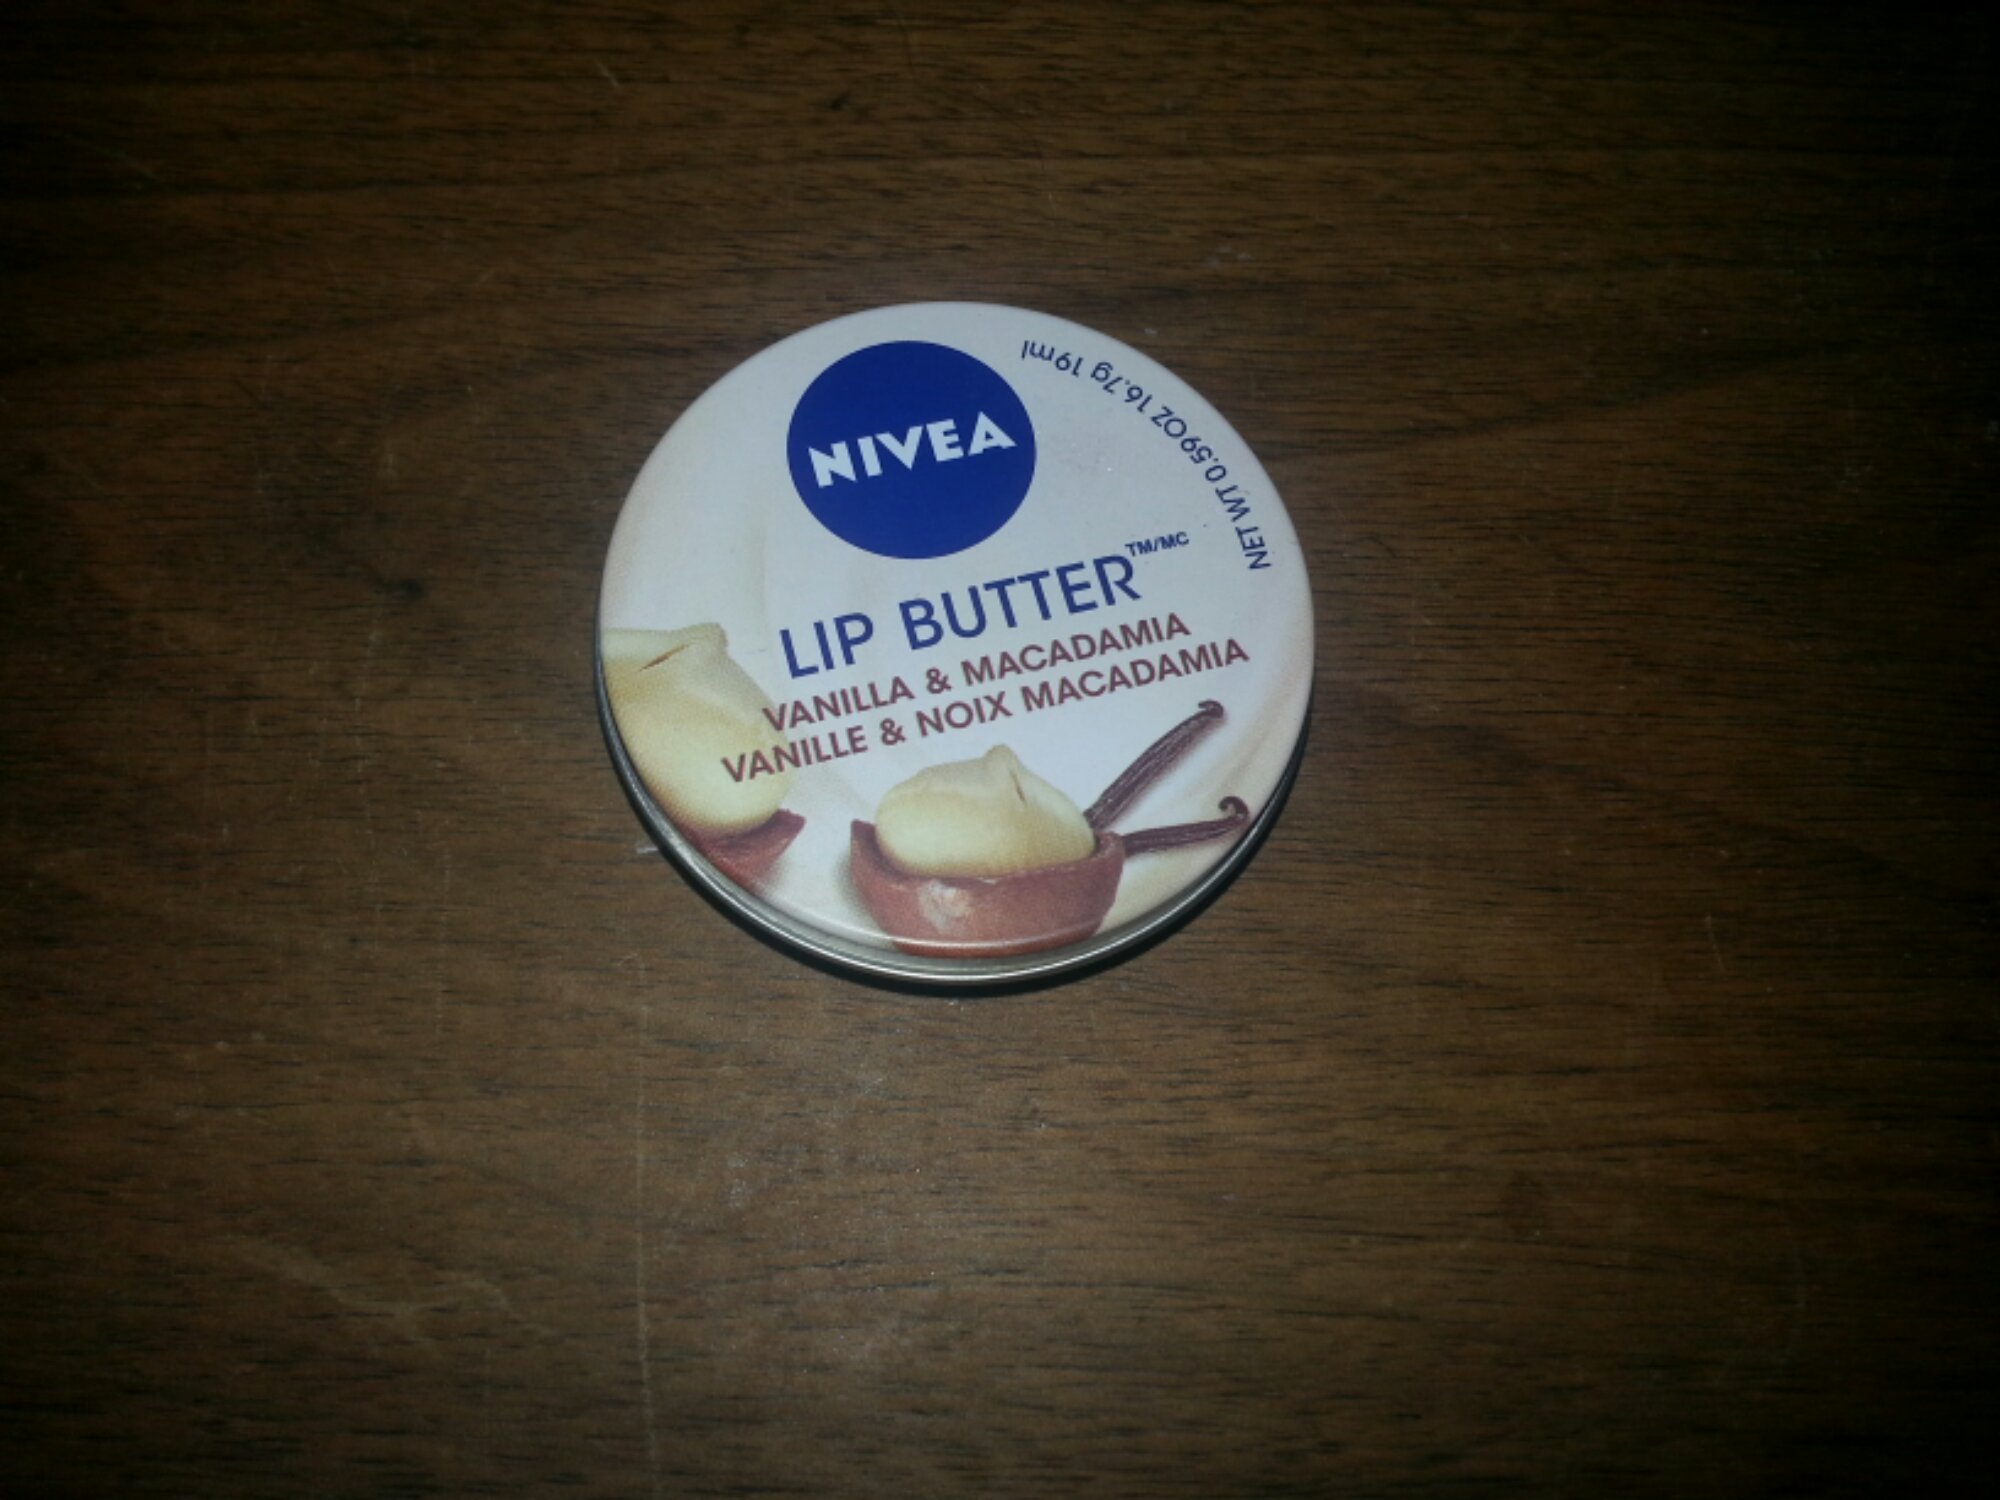 NIVEA
LIP BUTTER™/MC
VANILLA & MACADAMIA
VANILLE & NOIX MACADAMIA
NET WT 0.59OZ 16.7g 19ml